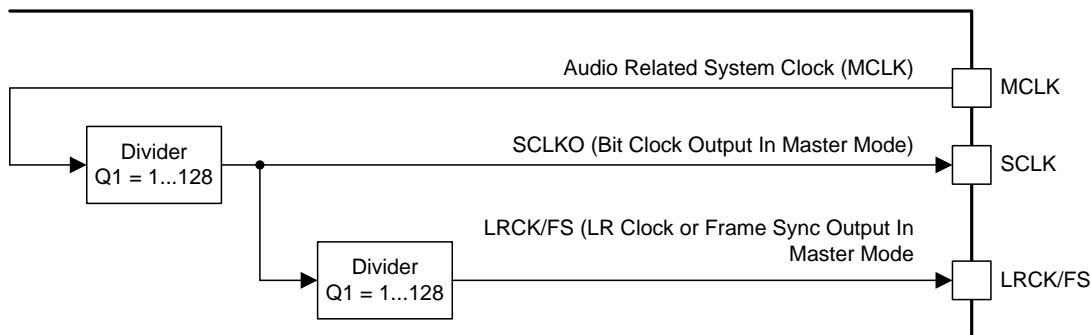 Audio Related System Clock (MCLK)
MCLK
Divider
Q1 = 1...128
SCLKO (Bit Clock Output In Master Mode)
SCLK
LRCK/FS (LR Clock or Frame Sync Output In
Master Mode
Divider
Q1 = 1...128
LRCK/FS